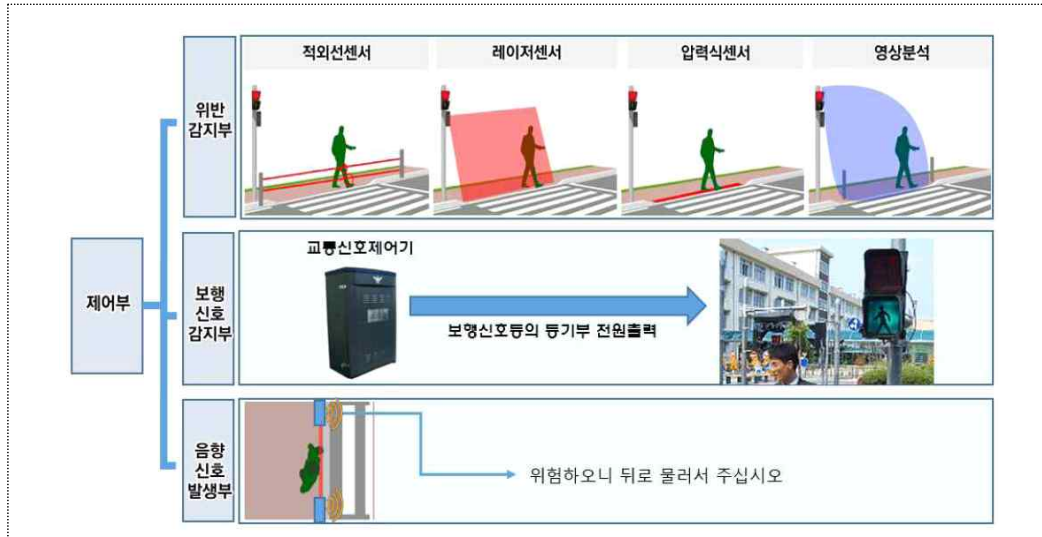 적외선센서
레이저센서
압력식센서
영상분석
위반
감지부
제어부
보행
신호
감지부
교통신호제어기
보행신호등의 등기부 전원출력
음향
신호
발생부
위험하오니 뒤로 물러서 주십시오